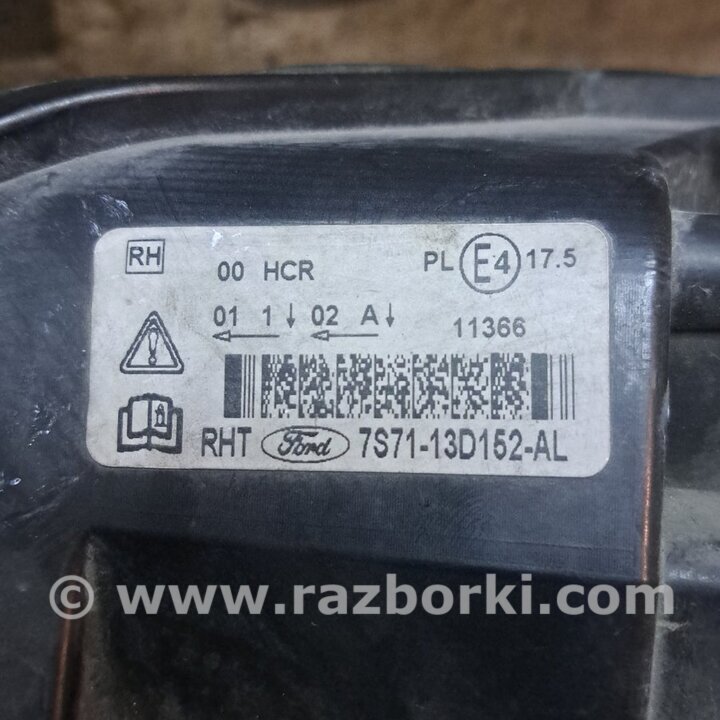 RH
00 HCR
PL E4 17.5
01 1↓ 02 A↓
11366
RHT Ford 7S71-13D152-AL
© www.razborki.com